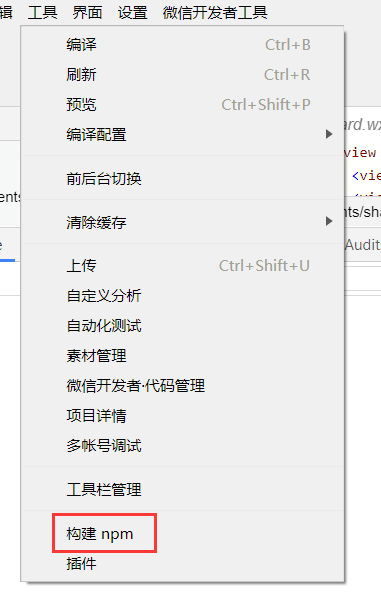 辑 工具 界面 设置 微信开发者工具
编译 Ctrl+B
刷新 Ctrl+R
预览 Ctrl+Shift+P
编译配置
ard.wx
view
<vie
前后台切换
ents
清除缓存
nts/sha
e
Audits
上传 Ctrl+Shift+U
自定义分析
自动化测试
素材管理
微信开发者·代码管理
项目详情
多帐号调试
工具栏管理
构建 npm
插件